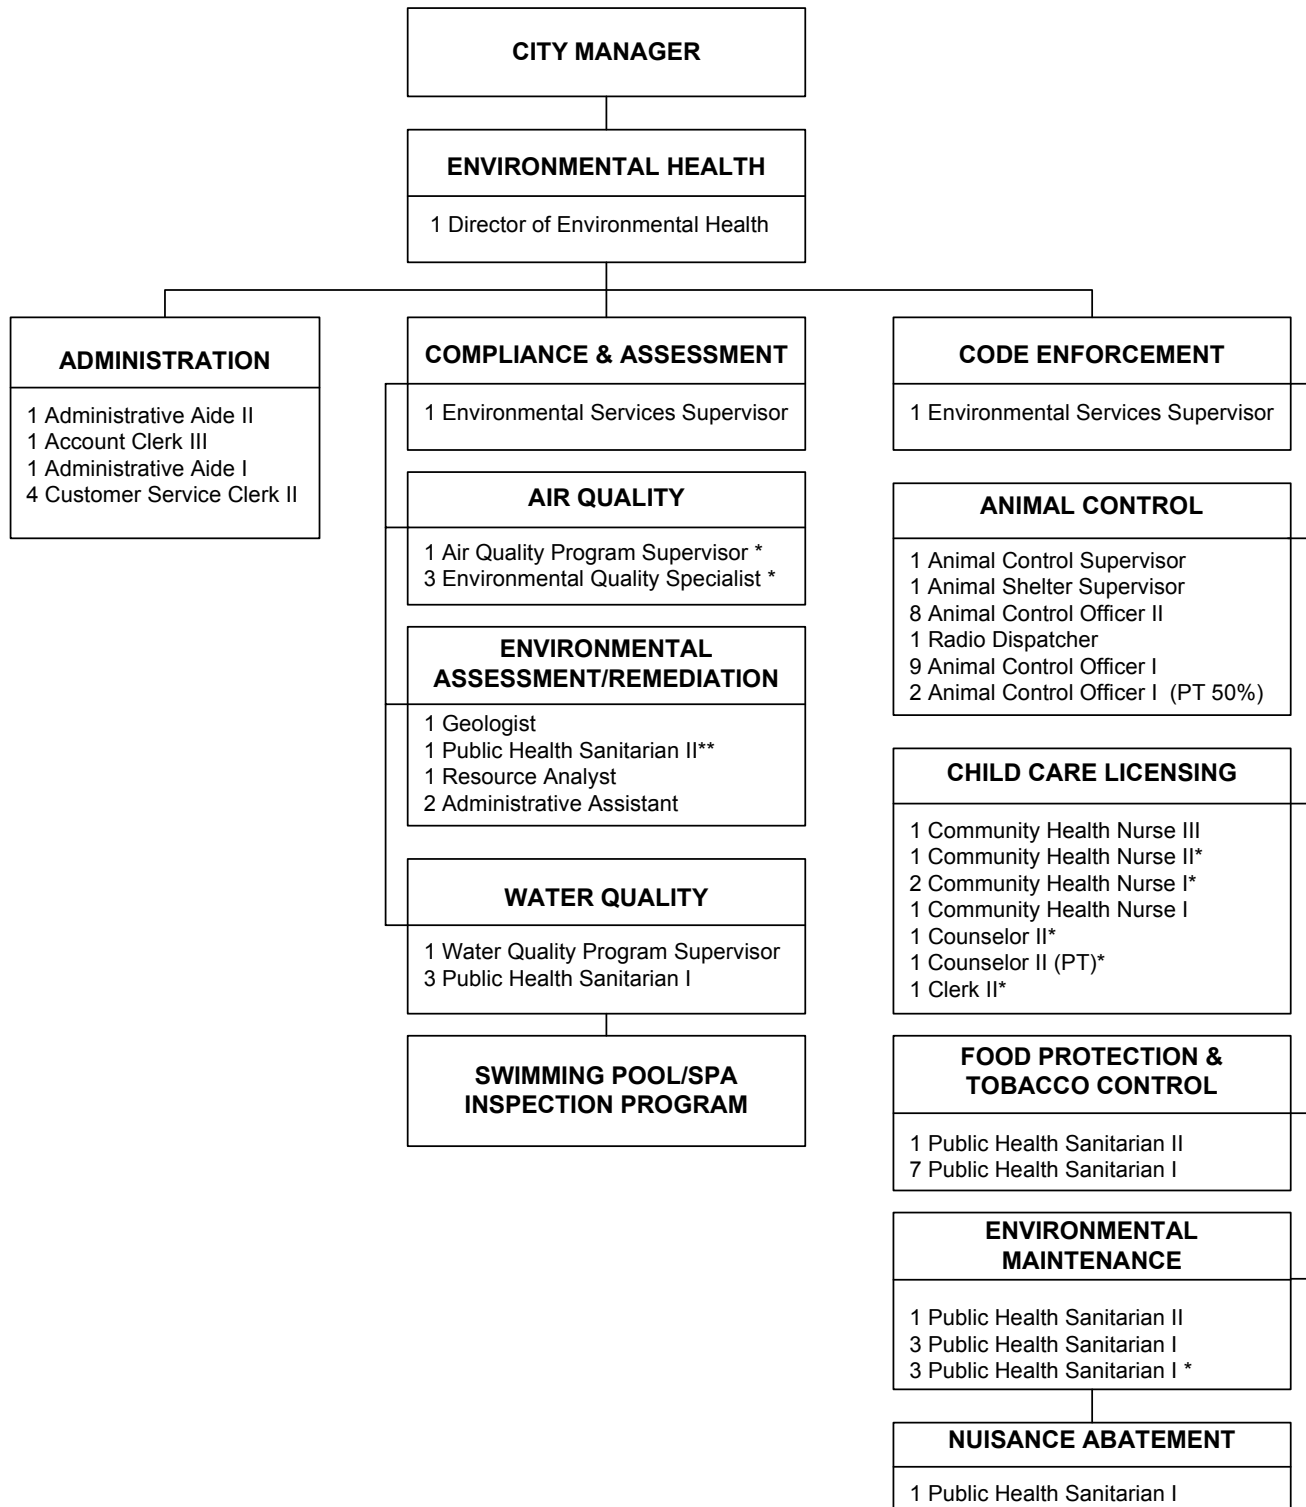 CITY MANAGER
ENVIRONMENTAL HEALTH
1 Director of Environmental Health
ADMINISTRATION
1 Administrative Aide II
1 Account Clerk III
1 Administrative Aide I
4 Customer Service Clerk II
COMPLIANCE & ASSESSMENT
1 Environmental Services Supervisor
AIR QUALITY
1 Air Quality Program Supervisor *
3 Environmental Quality Specialist *
ENVIRONMENTAL
ASSESSMENT/REMEDIATION
1 Geologist
1 Public Health Sanitarian II**
1 Resource Analyst
2 Administrative Assistant
WATER QUALITY
1 Water Quality Program Supervisor
3 Public Health Sanitarian I
SWIMMING POOL/SPA
INSPECTION PROGRAM
CODE ENFORCEMENT
1 Environmental Services Supervisor
ANIMAL CONTROL
1 Animal Control Supervisor
1 Animal Shelter Supervisor
8 Animal Control Officer II
1 Radio Dispatcher
9 Animal Control Officer I
2 Animal Control Officer I (PT 50%)
CHILD CARE LICENSING
1 Community Health Nurse III
1 Community Health Nurse II*
2 Community Health Nurse I*
1 Community Health Nurse I
1 Counselor II*
1 Counselor II (PT)*
1 Clerk II*
FOOD PROTECTION &
TOBACCO CONTROL
1 Public Health Sanitarian II
7 Public Health Sanitarian I
ENVIRONMENTAL
MAINTENANCE
1 Public Health Sanitarian II
3 Public Health Sanitarian I
3 Public Health Sanitarian I *
NUISANCE ABATEMENT
1 Public Health Sanitarian I